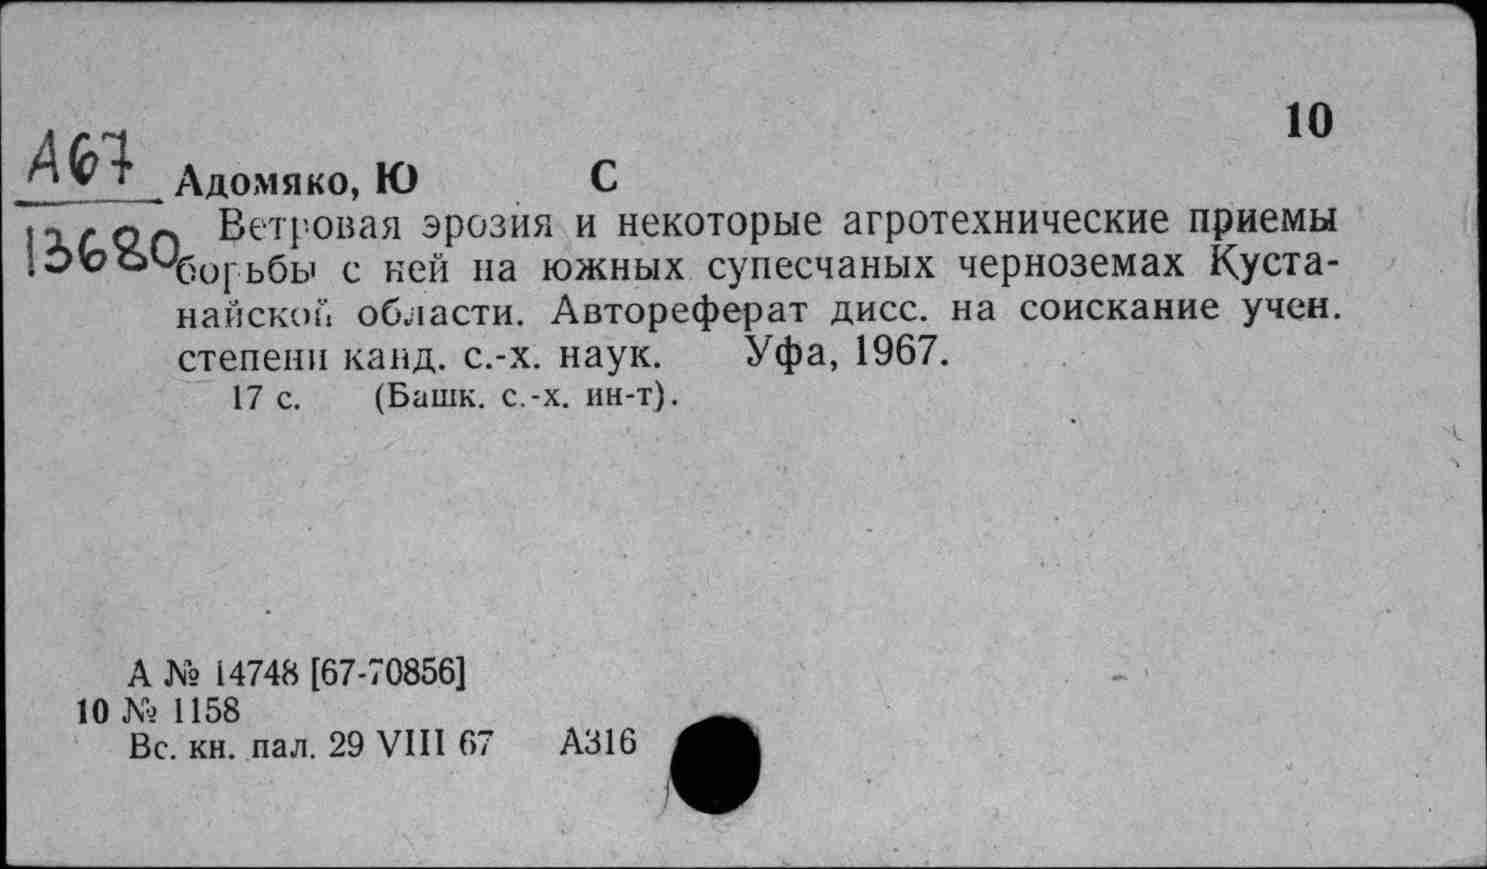 10
А67
Адомяко, Ю С
13680
Ветровая эрозия и некоторые агротехнические приемы
борьбы с ней на южных супесчаных черноземах Куста-
найской области. Автореферат дисс. на соискание учен.
степени канд. с.-х. наук. Уфа, 1967.
17 с. (Башк. с.-х. ин-т).
А № 14748 [67-70856]
10 № 1158
Вс. кн. пал. 29 VIII 67 А316